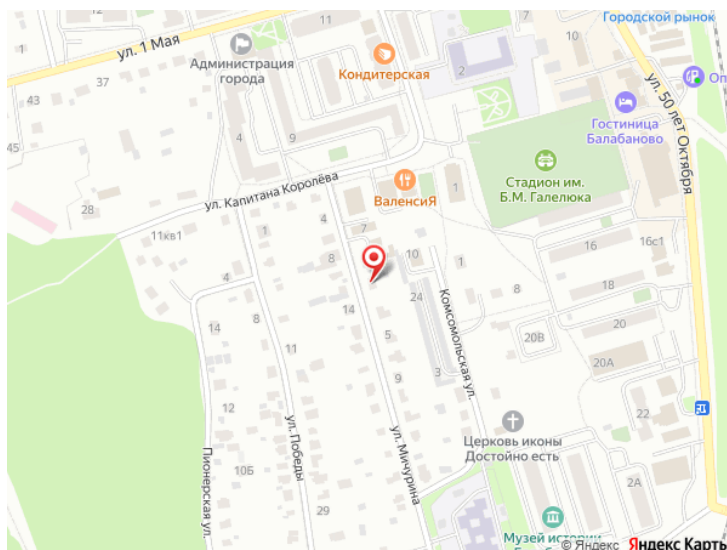 Городской рынок
ул. 1 Мая
Администрация
города
Кондитерская
2
10
Оп
37
43
45
4
9
ул. 50 лет Октября
Гостиница
Балабаново
Стадион им.
Б.М. Галелюка
ВаленсиЯ
1
ул. Капитана Королёва
28
11кв1
4
7
1
8
10
1
16
16с1
4
24
8
18
14
14
8
20В
20
5
Комсомольская ул.
11
20А
3
9
12
22
ул. Победы
ул. Мичурина
Церковь иконы
Достойно есть
Пионерская ул.
10Б
2А
29
Музей истории
© Яндекс
Яндекс Карты